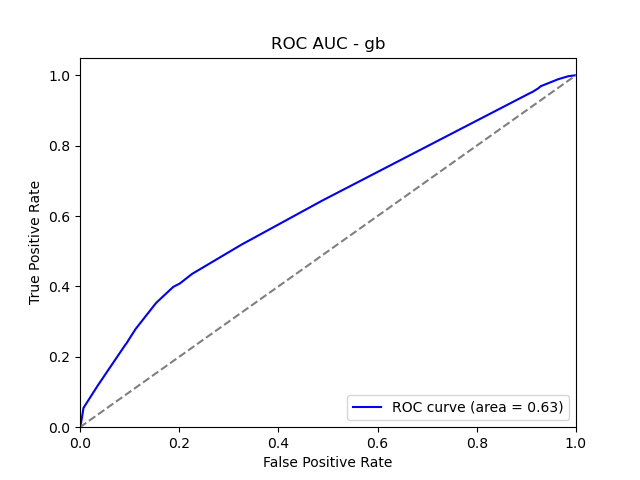 ROC AUC - gb
1.0
0.8
0.6
0.4
0.2
0.0
True Positive Rate
ROC curve (area = 0.63)
0.0 0.2 0.4 0.6 0.8 1.0
False Positive Rate